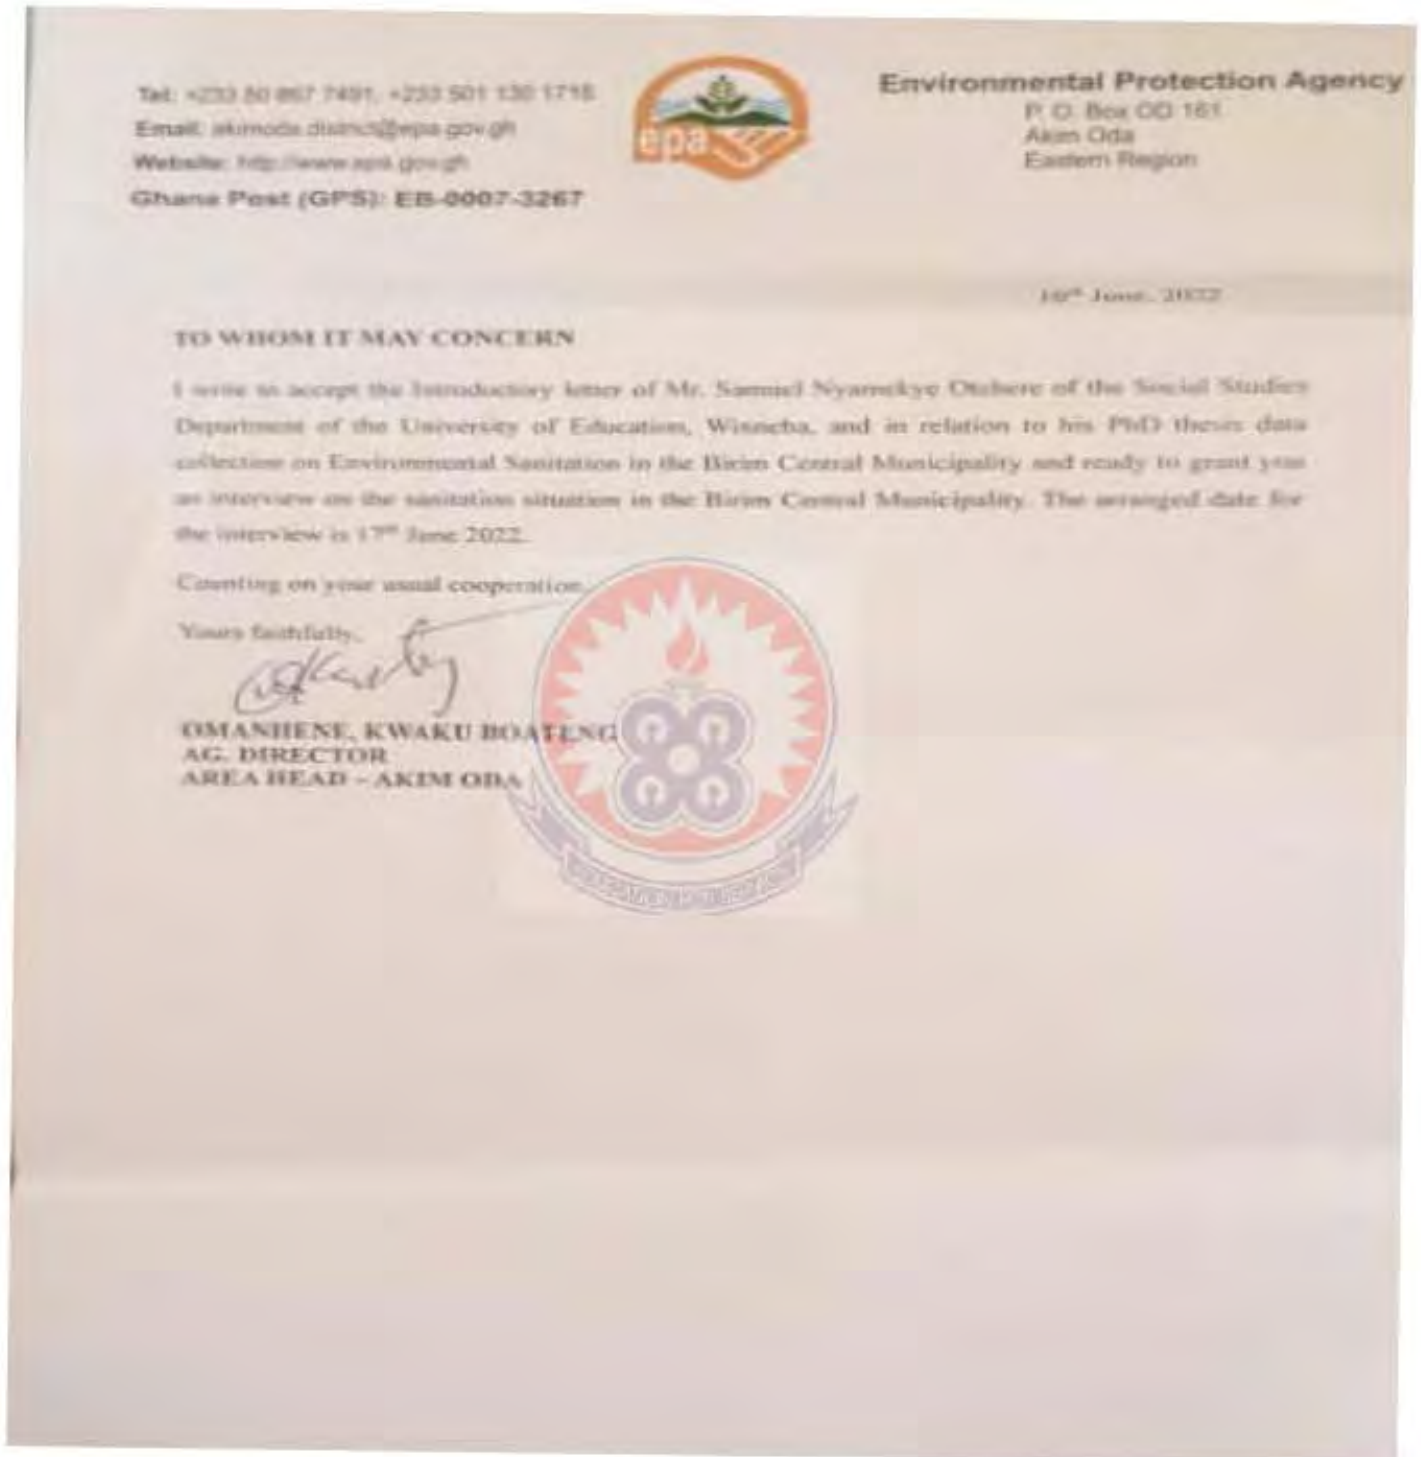 Tel: +233 50 867 7491, +233 501 130 1718
Email: akimoda.district@epa.gov.gh
Website: http://www.epa.gov.gh
Ghana Post (GPS): EB-0007-3267
epa
Environmental Protection Agency
P. O. Box OD 161
Akim Oda
Eastern Region
10th June, 2022
TO WHOM IT MAY CONCERN
I write to accept the Introductory letter of Mr. Samuel Nyamekye Otchere of the Social Studies
Department of the University of Education, Winneba, and in relation to his PhD thesis data
collection on Environmental Sanitation in the Birim Central Municipality and ready to grant you
an interview on the sanitation situation in the Birim Central Municipality. The arranged date for
the interview is 17th June 2022.
Counting on your usual cooperation.
Yours faithfully,
OMANHENE, KWAKU BOATENG
AG. DIRECTOR
AREA HEAD – AKIM ODA